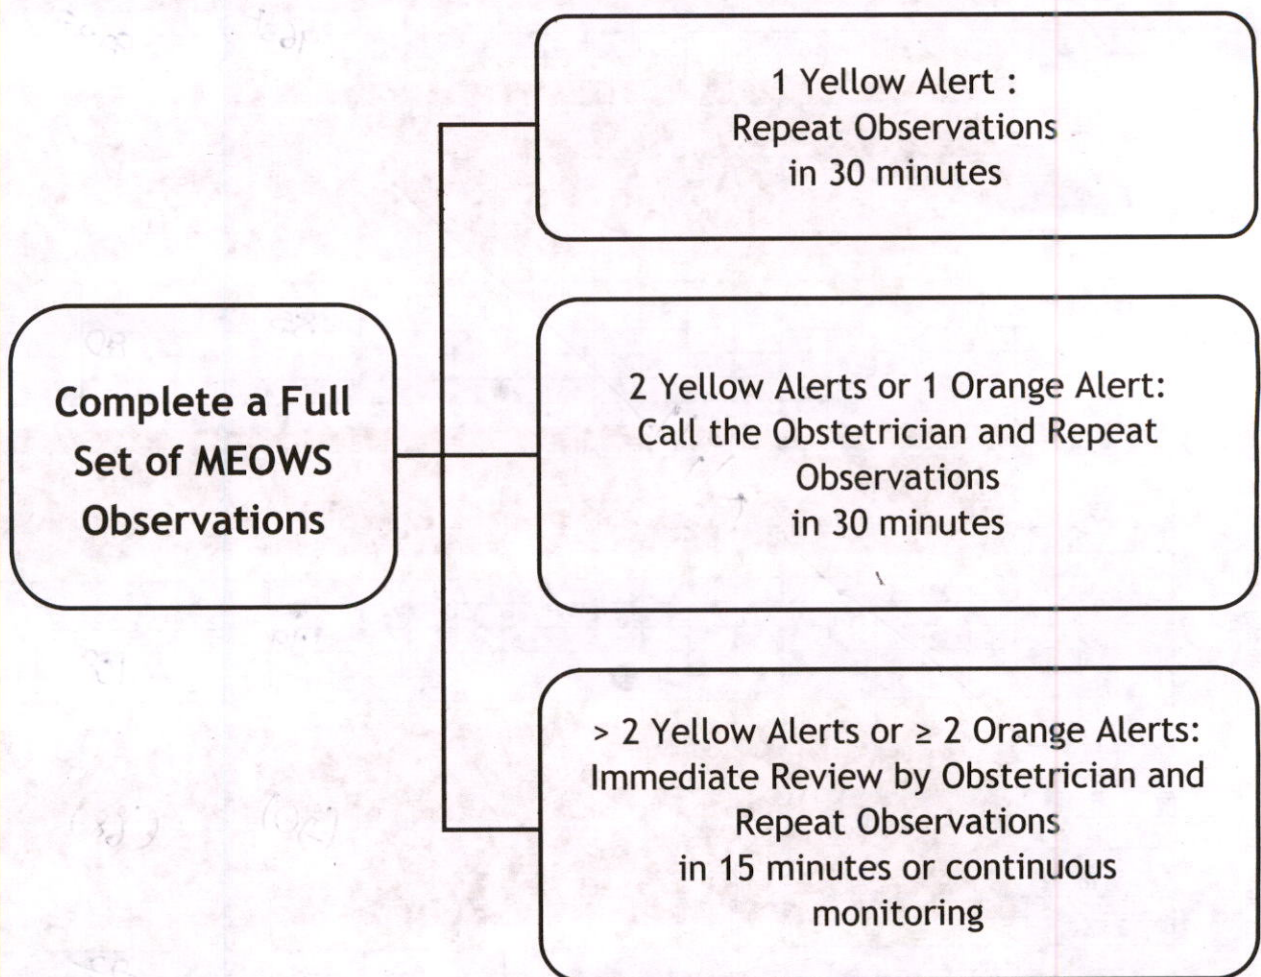 1 Yellow Alert :
Repeat Observations
in 30 minutes
Complete a Full
Set of MEOWS
Observations
2 Yellow Alerts or 1 Orange Alert:
Call the Obstetrician and Repeat
Observations
in 30 minutes
> 2 Yellow Alerts or ≥ 2 Orange Alerts:
Immediate Review by Obstetrician and
Repeat Observations
in 15 minutes or continuous
monitoring